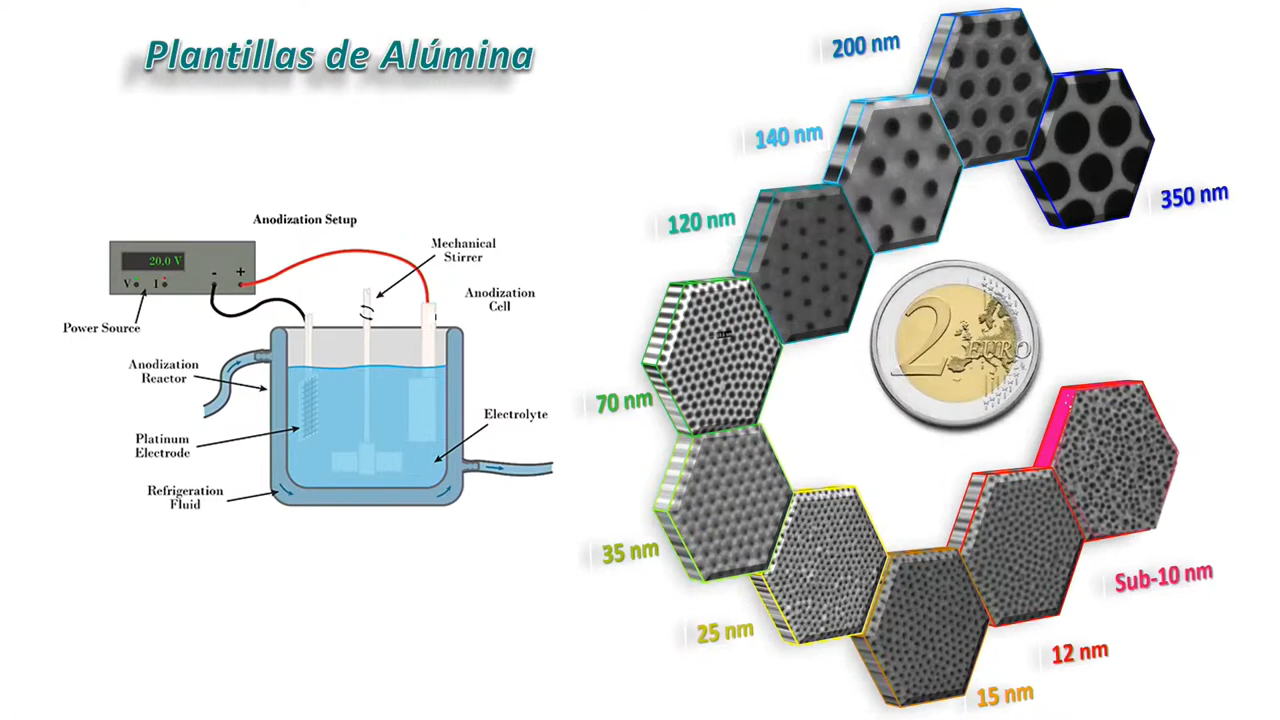 Plantillas de Alúmina
Anodization Setup
20.0 V
V
I
-
+
Mechanical
Stirrer
Anodization
Cell
Power Source
Anodization
Reactor
Platinum
Electrode
Electrolyte
Refrigeration
Fluid
200 nm
350 nm
140 nm
120 nm
70 nm
35 nm
25 nm
15 nm
12 nm
Sub-10 nm
2 EURO